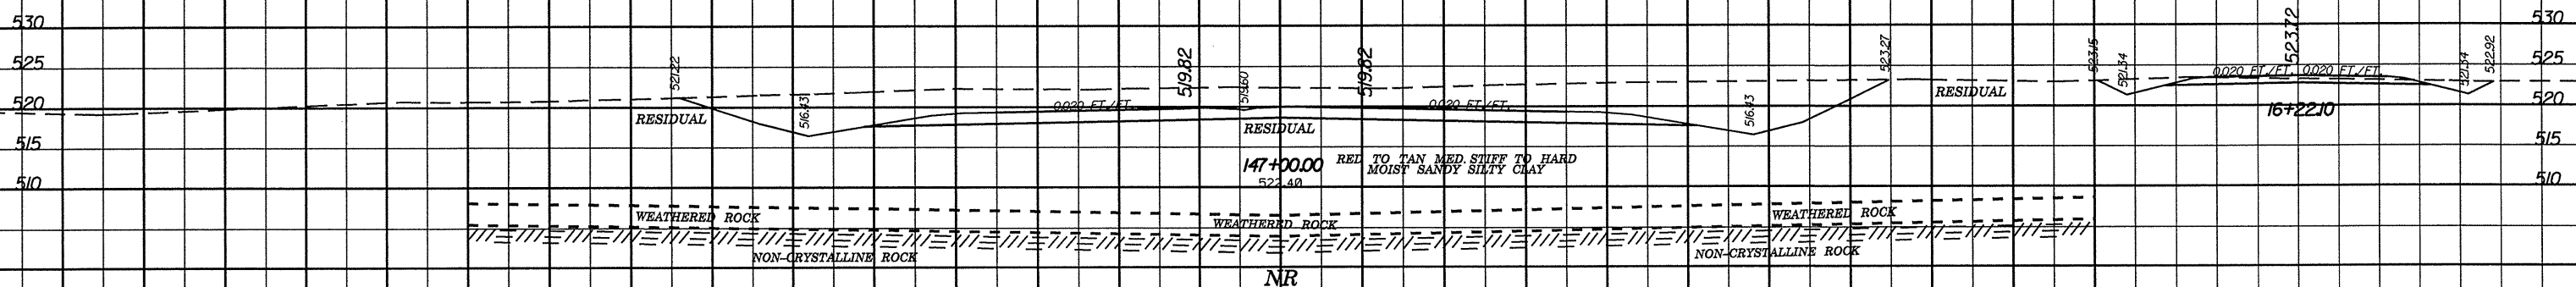 530 530
523.72
519.82 519.82
521.22 519.60 523.27 523.15 521.34 521.34 522.92
525 525
0.020 FT./FT. 0.020 FT./FT.
516.43 516.43
0.020 FT./FT. 0.020 FT./FT.
RESIDUAL
520 520
16+22.10
RESIDUAL RESIDUAL
515 515
147+00.00 RED TO TAN MED. STIFF TO HARD
MOIST SANDY SILTY CLAY
522.40
510 510
WEATHERED ROCK WEATHERED ROCK WEATHERED ROCK
NON-CRYSTALLINE ROCK NON-CRYSTALLINE ROCK
NR